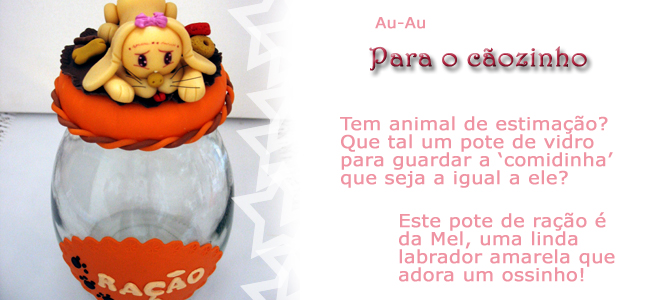 Au-Au
Para o cãozinho
Tem animal de estimação?
Que tal um pote de vidro
para guardar a ‘comidinha’
que seja a igual a ele?
Este pote de ração é
da Mel, uma linda
labrador amarela que
adora um ossinho!
RAÇÃO